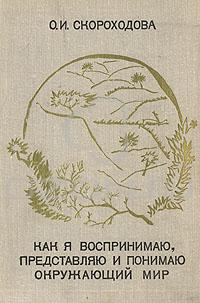 О.И. СКОРОХОДОВА
КАК Я ВОСПРИНИМАЮ,
ПРЕДСТАВЛЯЮ И ПОНИМАЮ
ОКРУЖАЮЩИЙ МИР